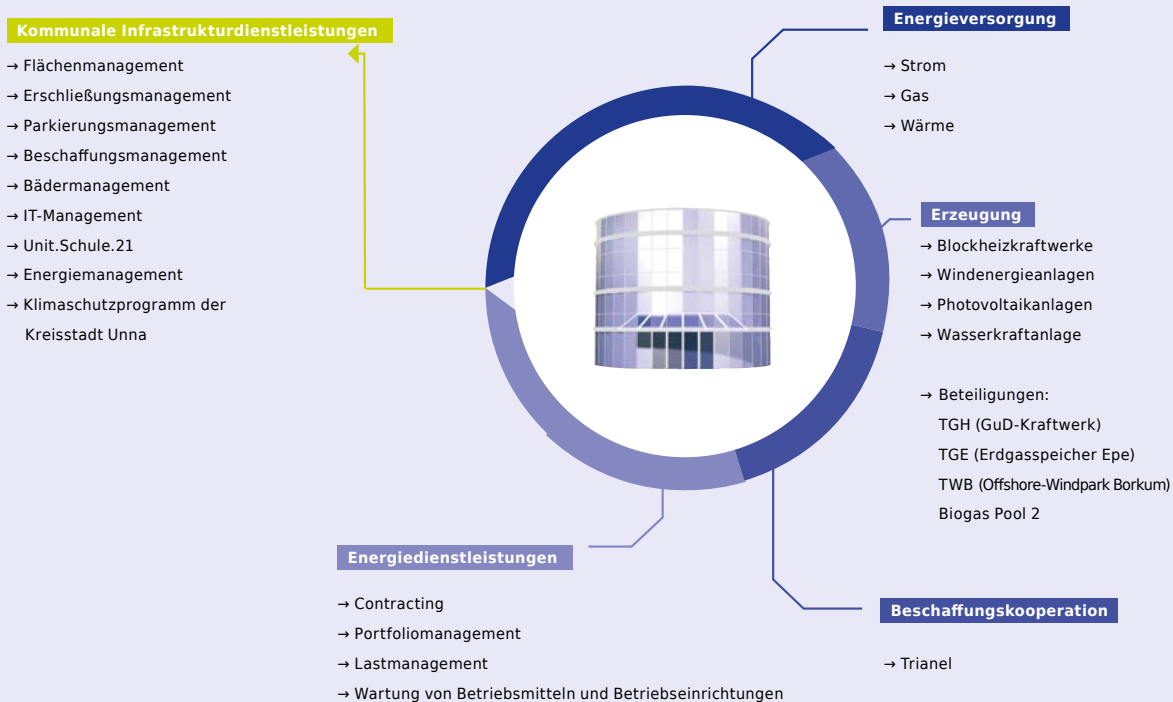 Kommunale Infrastrukturdienstleistungen
→ Flächenmanagement
→ Erschließungsmanagement
→ Parkierungsmanagement
→ Beschaffungsmanagement
→ Bädermanagement
→ IT-Management
→ Unit.Schule.21
→ Energiemanagement
→ Klimaschutzprogramm der
Kreisstadt Unna
Energieversorgung
→ Strom
→ Gas
→ Wärme
Erzeugung
→ Blockheizkraftwerke
→ Windenergieanlagen
→ Photovoltaikanlagen
→ Wasserkraftanlage
→ Beteiligungen:
TGH (GuD-Kraftwerk)
TGE (Erdgasspeicher Epe)
TWB (Offshore-Windpark Borkum)
Biogas Pool 2
Energiedienstleistungen
→ Contracting
→ Portfoliomanagement
→ Lastmanagement
→ Wartung von Betriebsmitteln und Betriebseinrichtungen
Beschaffungskooperation
→ Trianel